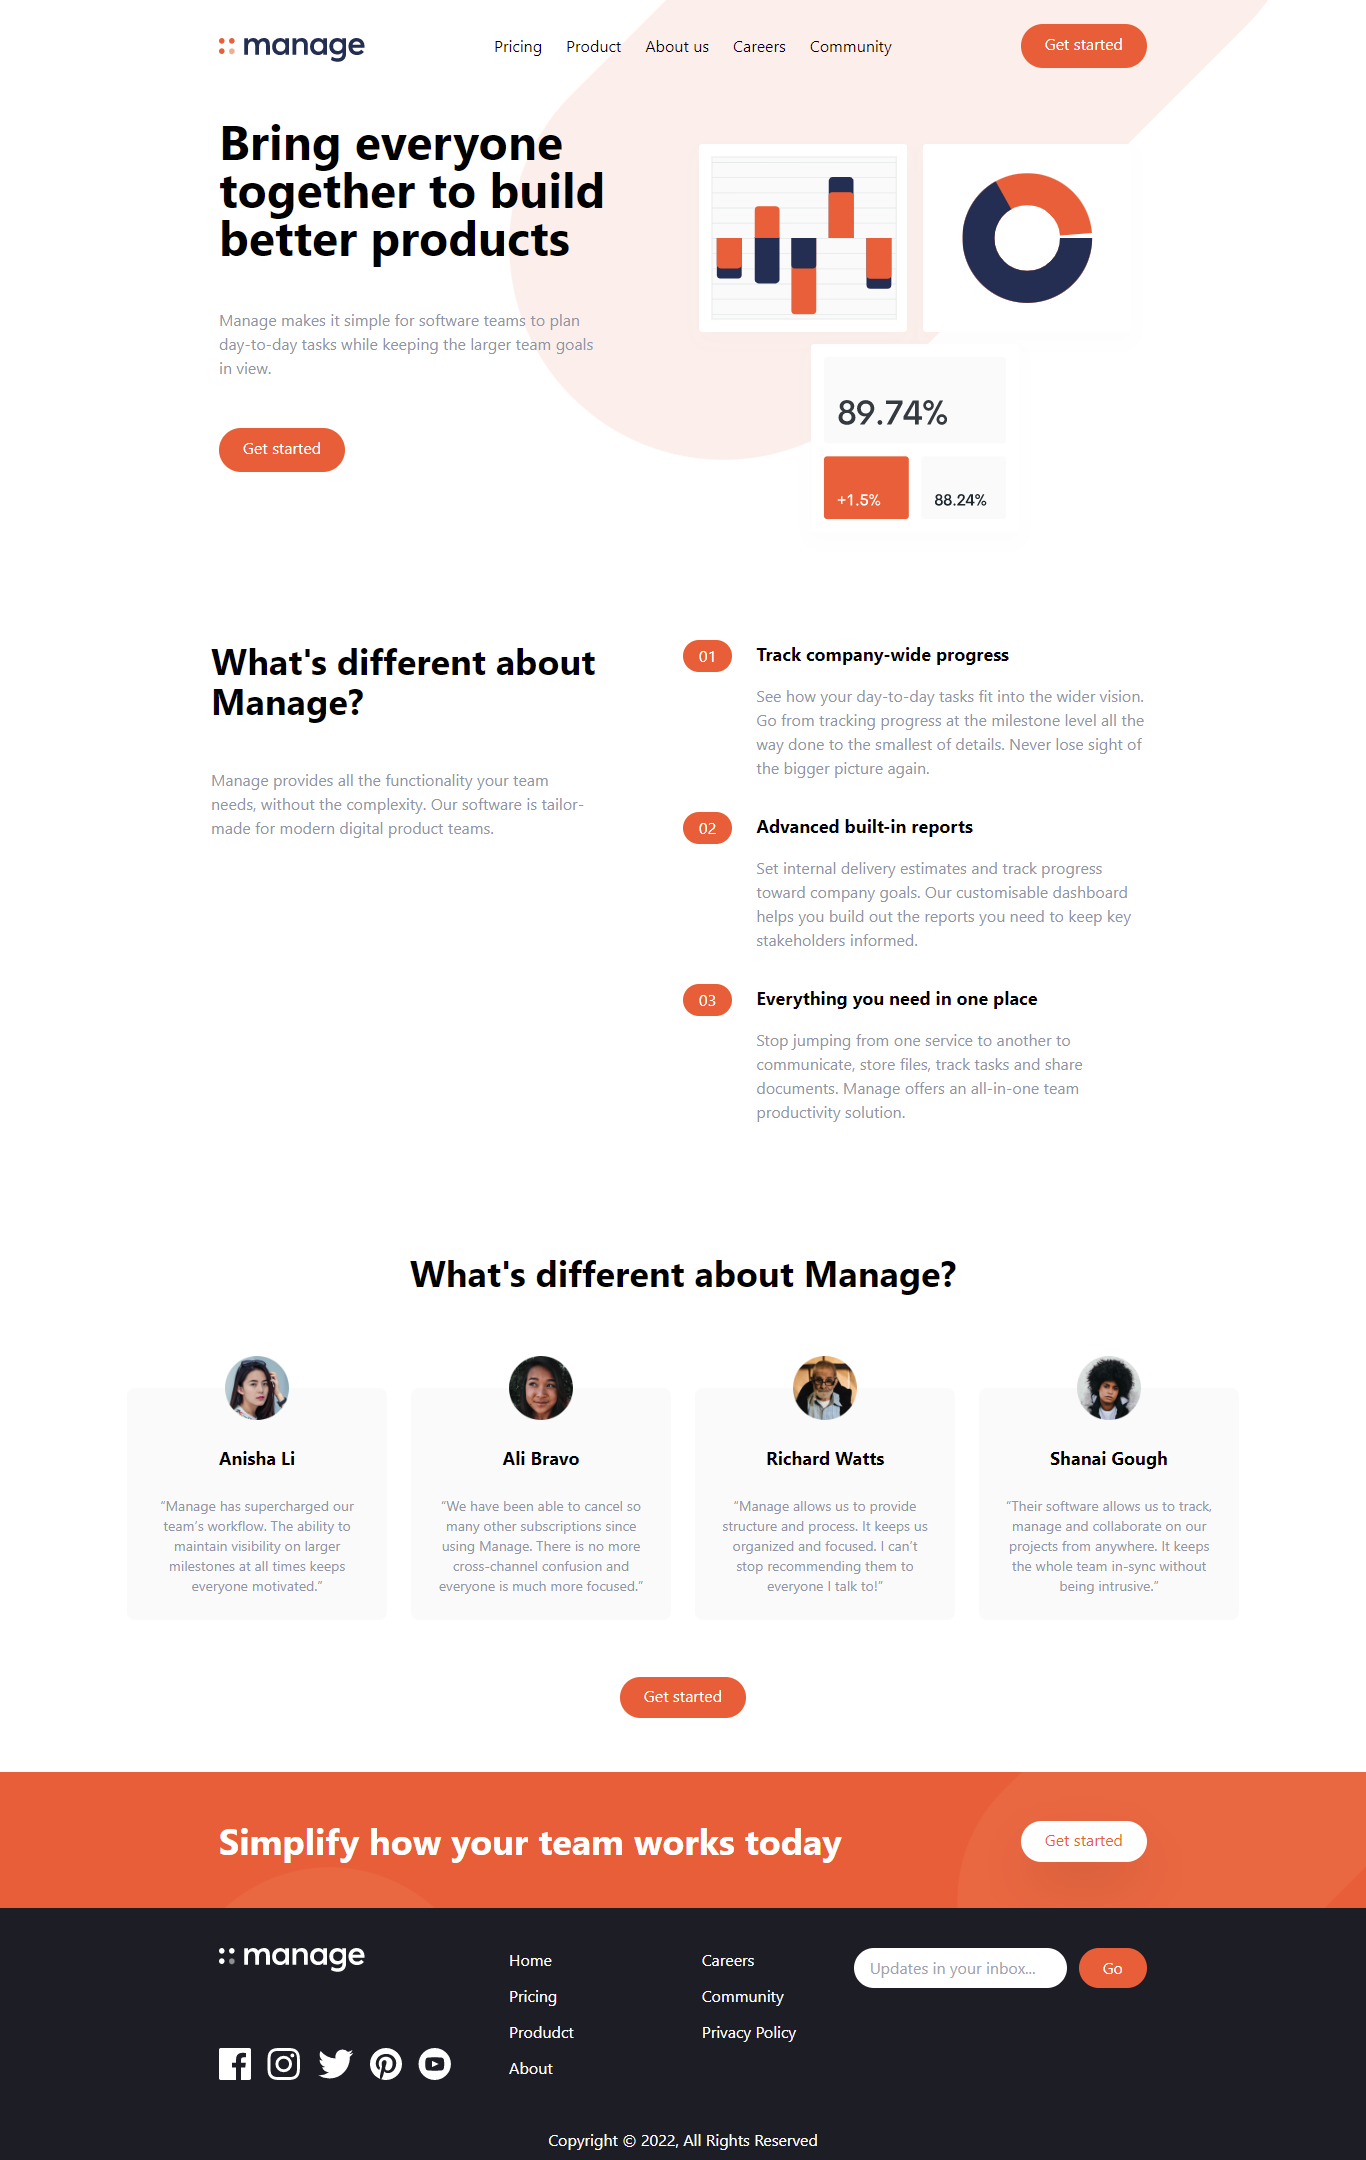 manage
Pricing
Product
About us
Careers
Community
Get started
Bring everyone
together to build
better products
Manage makes it simple for software teams to plan
day-to-day tasks while keeping the larger team goals
in view.
Get started
89.74%
+1.5%
88.24%
What's different about
Manage?
Manage provides all the functionality your team
needs, without the complexity. Our software is tailor-
made for modern digital product teams.
01
Track company-wide progress
See how your day-to-day tasks fit into the wider vision.
Go from tracking progress at the milestone level all the
way done to the smallest of details. Never lose sight of
the bigger picture again.
02
Advanced built-in reports
Set internal delivery estimates and track progress
toward company goals. Our customisable dashboard
helps you build out the reports you need to keep key
stakeholders informed.
03
Everything you need in one place
Stop jumping from one service to another to
communicate, store files, track tasks and share
documents. Manage offers an all-in-one team
productivity solution.
What's different about Manage?
Anisha Li
“Manage has supercharged our
team’s workflow. The ability to
maintain visibility on larger
milestones at all times keeps
everyone motivated.”
Ali Bravo
“We have been able to cancel so
many other subscriptions since
using Manage. There is no more
cross-channel confusion and
everyone is much more focused.”
Richard Watts
“Manage allows us to provide
structure and process. It keeps us
organized and focused. I can’t
stop recommending them to
everyone I talk to!”
Shanai Gough
“Their software allows us to track,
manage and collaborate on our
projects from anywhere. It keeps
the whole team in-sync without
being intrusive.”
Get started
Simplify how your team works today
Get started
manage
Home
Pricing
Produdct
About
Careers
Community
Privacy Policy
Updates in your inbox...
Go
Copyright © 2022, All Rights Reserved